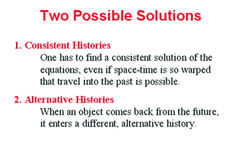 Two Possible Solutions
1. Consistent Histories
One has to find a consistent solution of the
equations, even if space-time is so warped
that travel into the past is possible.
2. Alternative Histories
When an object comes back from the future,
it enters a different, alternative history.